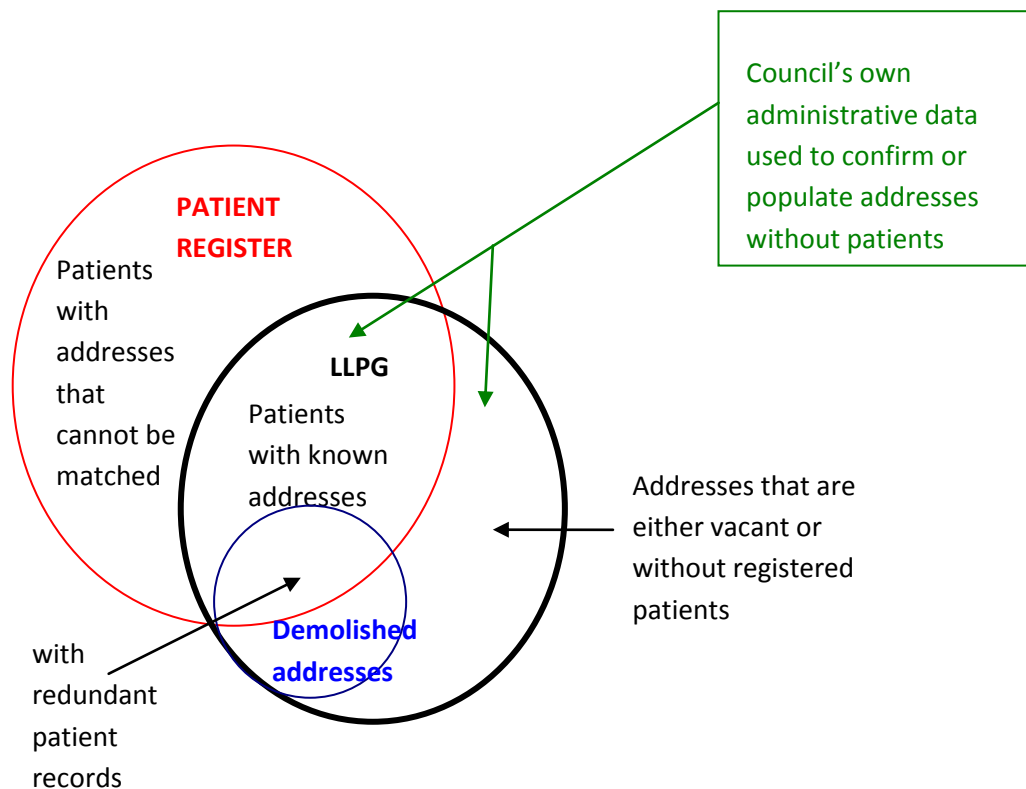 Council's own
administrative data
used to confirm or
populate addresses
without patients
PATIENT
REGISTER
Patients
with
addresses
that
cannot be
matched
LLPG
Patients
with known
addresses
Addresses that are
either vacant or
without registered
patients
Demolished
addresses
with
redundant
patient
records